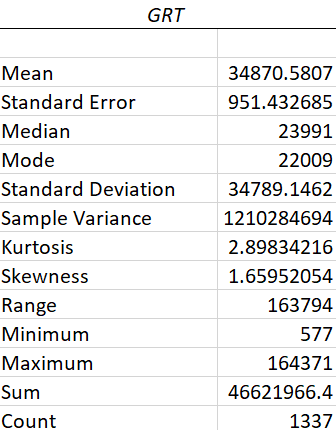 GRT
Mean 34870.5807
Standard Error 951.432685
Median 23991
Mode 22009
Standard Deviation 34789.1462
Sample Variance 1210284694
Kurtosis 2.89834216
Skewness 1.65952054
Range 163794
Minimum 577
Maximum 164371
Sum 46621966.4
Count 1337